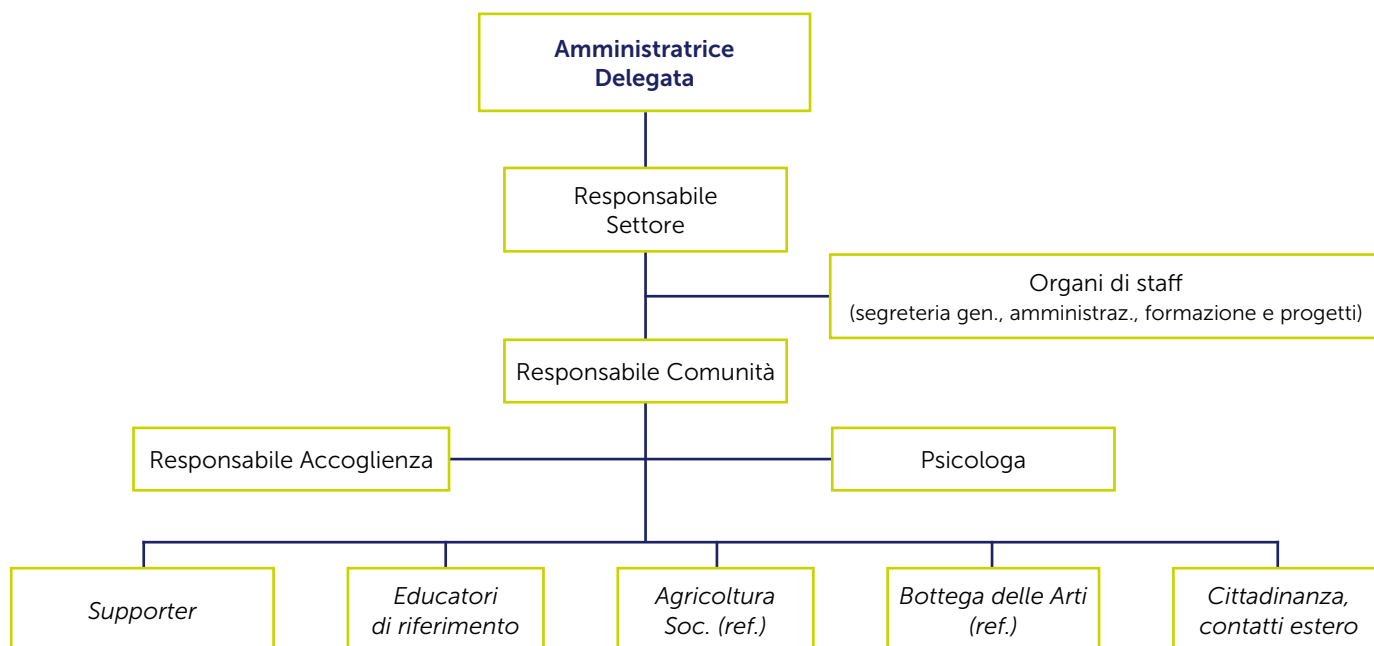 Amministratrice
Delegata
Responsabile
Settore
Organi di staff
(segreteria gen., amministraz., formazione e progetti)
Responsabile Comunità
Responsabile Accoglienza
Psicologa
Supporter
Educatori
di riferimento
Agricoltura
Soc. (ref.)
Bottega delle Arti
(ref.)
Cittadinanza,
contatti estero